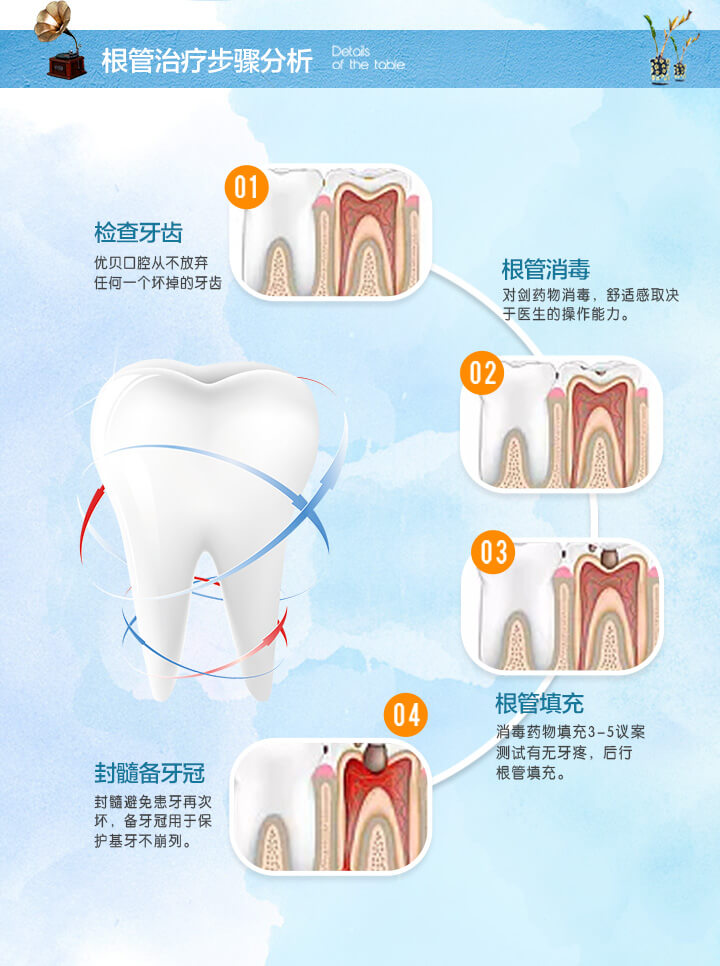 根管治疗步骤分析
Details
of the table
01
检查牙齿
优贝口腔从不放弃
任何一个坏掉的牙齿
根管消毒
对剑药物消毒，舒适感取决
于医生的操作能力。
02
03
根管填充
消毒药物填充3-5议案
测试有无牙疼，后行
根管填充。
04
封髓备牙冠
封髓避免患牙再次
坏，备牙冠用于保
护基牙不崩列。